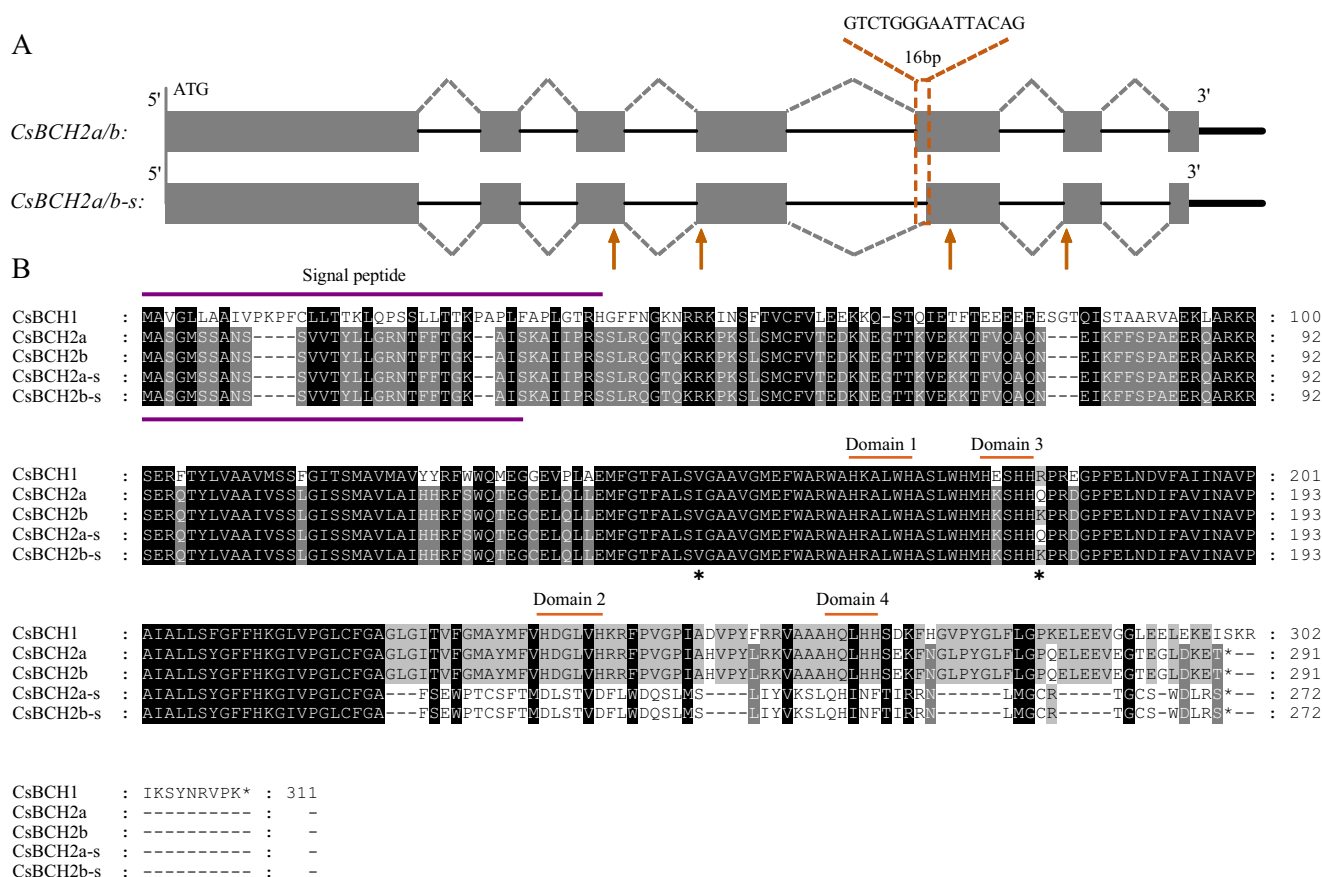 GTCTGGGAATTACAG
A
16bp
ATG
5'
3'
CsBCH2a/b:
5'
3'
CsBCH2a/b-s:
B
Signal peptide
CsBCH1 : MAVGLLAAIVPKPFCLLTTKLQPSSLLTTKPAPLFAPLGTRHGFFNGKNRRKINSFTVCFVLEEKKQ-STQIETFTEEEEEESGTQISTAARVAEKLARKR : 100
CsBCH2a : MASGMSSANS----SVVTYLLGRNTFFTGK--AISKAIIPRSSLRQGTQKRKPKSLSMCFVTEDKNEGTTKVEKKTFVQAQN---EIKFFSPAEERQARKR : 92
CsBCH2b : MASGMSSANS----SVVTYLLGRNTFFTGK--AISKAIIPRSSLRQGTQKRKPKSLSMCFVTEDKNEGTTKVEKKTFVQAQN---EIKFFSPAEERQARKR : 92
CsBCH2a-s : MASGMSSANS----SVVTYLLGRNTFFTGK--AISKAIIPRSSLRQGTQKRKPKSLSMCFVTEDKNEGTTKVEKKTFVQAQN---EIKFFSPAEERQARKR : 92
CsBCH2b-s : MASGMSSANS----SVVTYLLGRNTFFTGK--AISKAIIPRSSLRQGTQKRKPKSLSMCFVTEDKNEGTTKVEKKTFVQAQN---EIKFFSPAEERQARKR : 92
Domain 1 Domain 3
CsBCH1 : SERFTYLVAAVMSSFGITSMAVMAVYYRFWWQMEGGEVPLAEMFGTFALSVGAAVGMEFWARWAHKALWHASLWHMHESHHRPREGPFELNDVFAIINAVP : 201
CsBCH2a : SERQTYLVAAIVSSLGISSMAVLAIHHRFSWQTEGCELQLLEMFGTFALSIGAAVGMEFWARWAHRALWHASLWHMHKSHHQPRDGPFELNDIFAVINAVP : 193
CsBCH2b : SERQTYLVAAIVSSLGISSMAVLAIHHRFSWQTEGCELQLLEMFGTFALSVGAAVGMEFWARWAHRALWHASLWHMHKSHHKPRDGPFELNDIFAVINAVP : 193
CsBCH2a-s : SERQTYLVAAIVSSLGISSMAVLAIHHRFSWQTEGCELQLLEMFGTFALSIGAAVGMEFWARWAHRALWHASLWHMHKSHHQPRDGPFELNDIFAVINAVP : 193
CsBCH2b-s : SERQTYLVAAIVSSLGISSMAVLAIHHRFSWQTEGCELQLLEMFGTFALSVGAAVGMEFWARWAHRALWHASLWHMHKSHHKPRDGPFELNDIFAVINAVP : 193
* *
Domain 2 Domain 4
CsBCH1 : AIALLSFGFFHKGLVPGLCFGAGLGITVFGMAYMFVHDGLVHKRFPVGPIADVPYFRRVAAAHQLHHSDKFHGVPYGLFLGPKELEEVGGLEELEKEISKR : 302
CsBCH2a : AIALLSYGFFHKGIVPGLCFGAGLGITVFGMAYMFVHDGLVHRRFPVGPIAHVPYLRKVAAAHQLHHSEKFNGLPYGLFLGPQELEEVGTEGLDKET*-- : 291
CsBCH2b : AIALLSYGFFHKGIVPGLCFGAGLGITVFGMAYMFVHDGLVHRRFPVGPIAHVPYLRKVAAAHQLHHSEKFNGLPYGLFLGPQELEEVGTEGLDKET*-- : 291
CsBCH2a-s : AIALLSYGFFHKGIVPGLCFGA---FSEWPTCSFTMDLSTVDFLWDQSLMS----LIYVKSLQHINFTIRRN------LMGCR-----TGCS-WDLRS*-- : 272
CsBCH2b-s : AIALLSYGFFHKGIVPGLCFGA---FSEWPTCSFTMDLSTVDFLWDQSLMS----LIYVKSLQHINFTIRRN------LMGCR-----TGCS-WDLRS*-- : 272
CsBCH1 : IKSYNRVPK* : 311
CsBCH2a : ---------- : -
CsBCH2b : ---------- : -
CsBCH2a-s : ---------- : -
CsBCH2b-s : ---------- : -